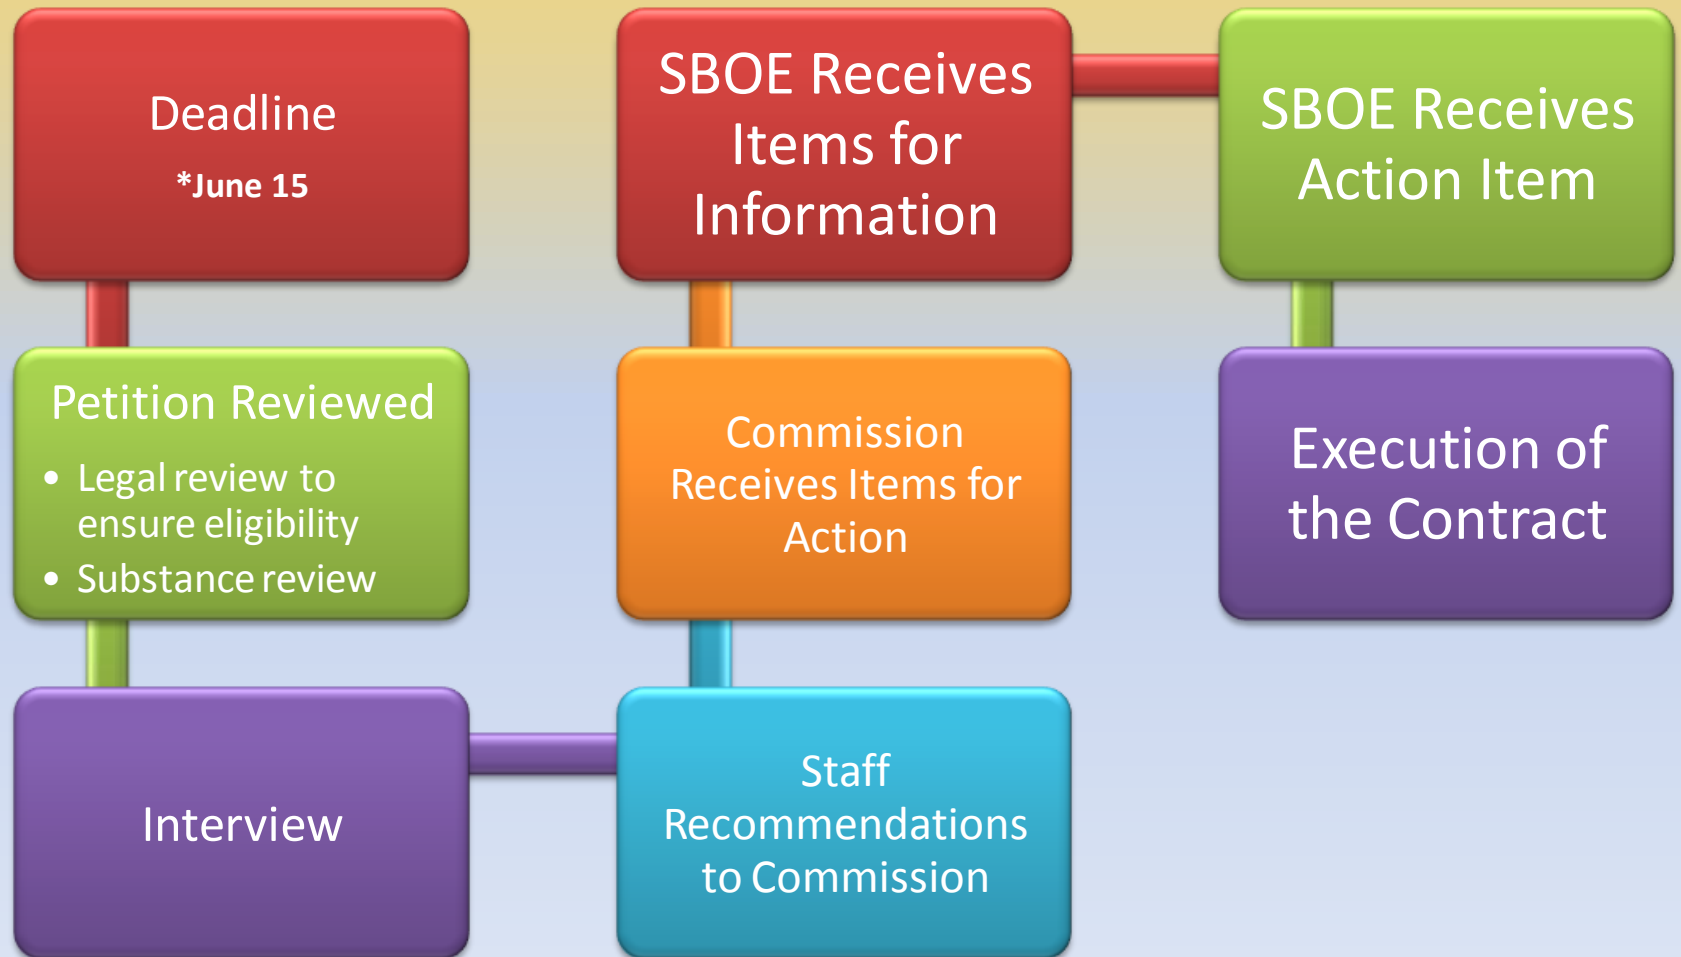 Deadline
*June 15
Petition Reviewed
• Legal review to
ensure eligibility
• Substance review
Interview
Staff
Recommendations
to Commission
Commission
Receives Items for
Action
SBOE Receives
Items for
Information
SBOE Receives
Action Item
Execution of
the Contract